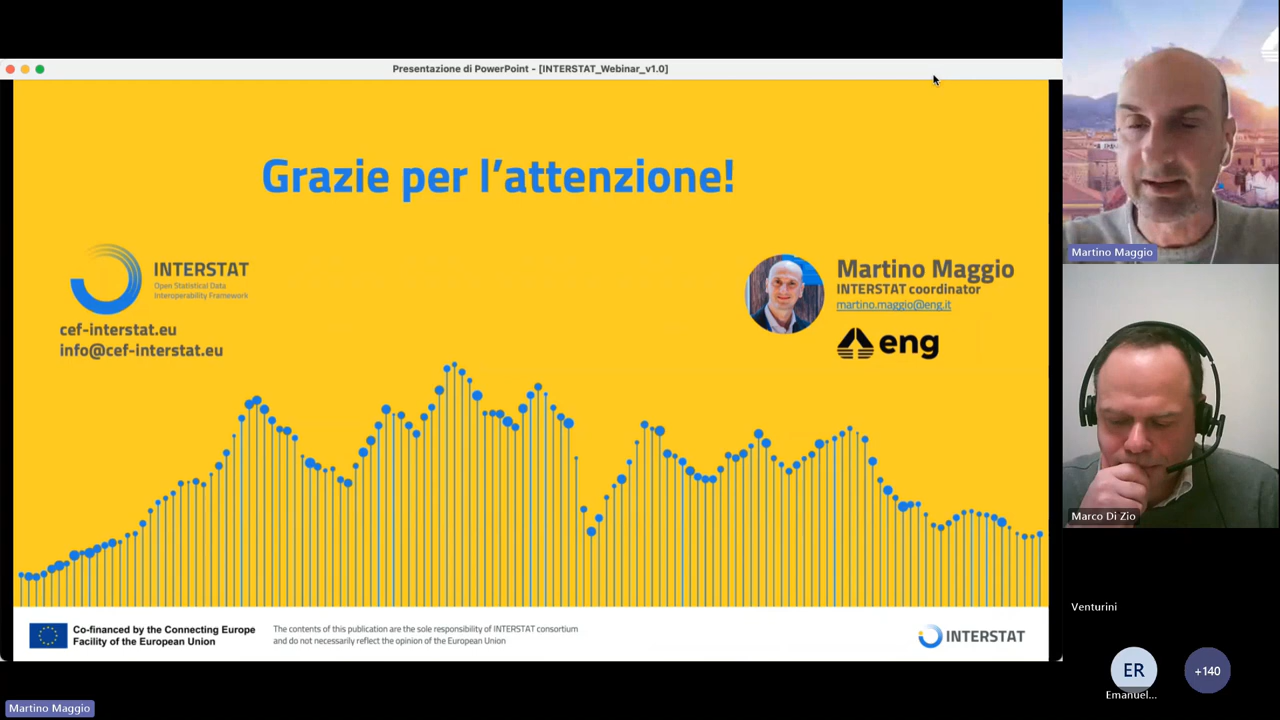 Presentazione di PowerPoint - [INTERSTAT_Webinar_v1.0]
Grazie per l'attenzione!
INTERSTAT
Open Statistical Data
Interoperability Framework
cef-interstat.eu
info@cef-interstat.eu
Martino Maggio
INTERSTAT coordinator
martino.maggio@eng.it
eng
Co-financed by the Connecting Europe
Facility of the European Union
The contents of this publication are the sole responsibility of INTERSTAT consortium
and do not necessarily reflect the opinion of the European Union
INTERSTAT
Martino Maggio
Martino Maggio
Marco Di Zio
Venturini
ER
Emanuel...
+140